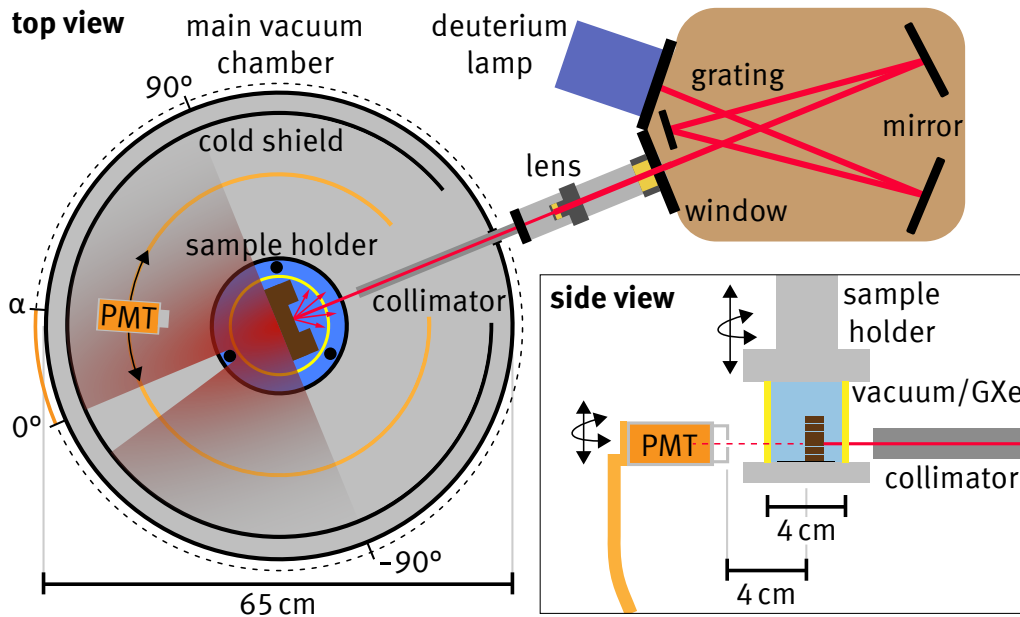 top view
main vacuum
chamber
deuterium
lamp
grating
mirror
90°
cold shield
lens
window
sample holder
collimator
α
PMT
0°
-90°
65 cm
side view
sample
holder
vacuum/GXe
PMT
collimator
4 cm
4 cm